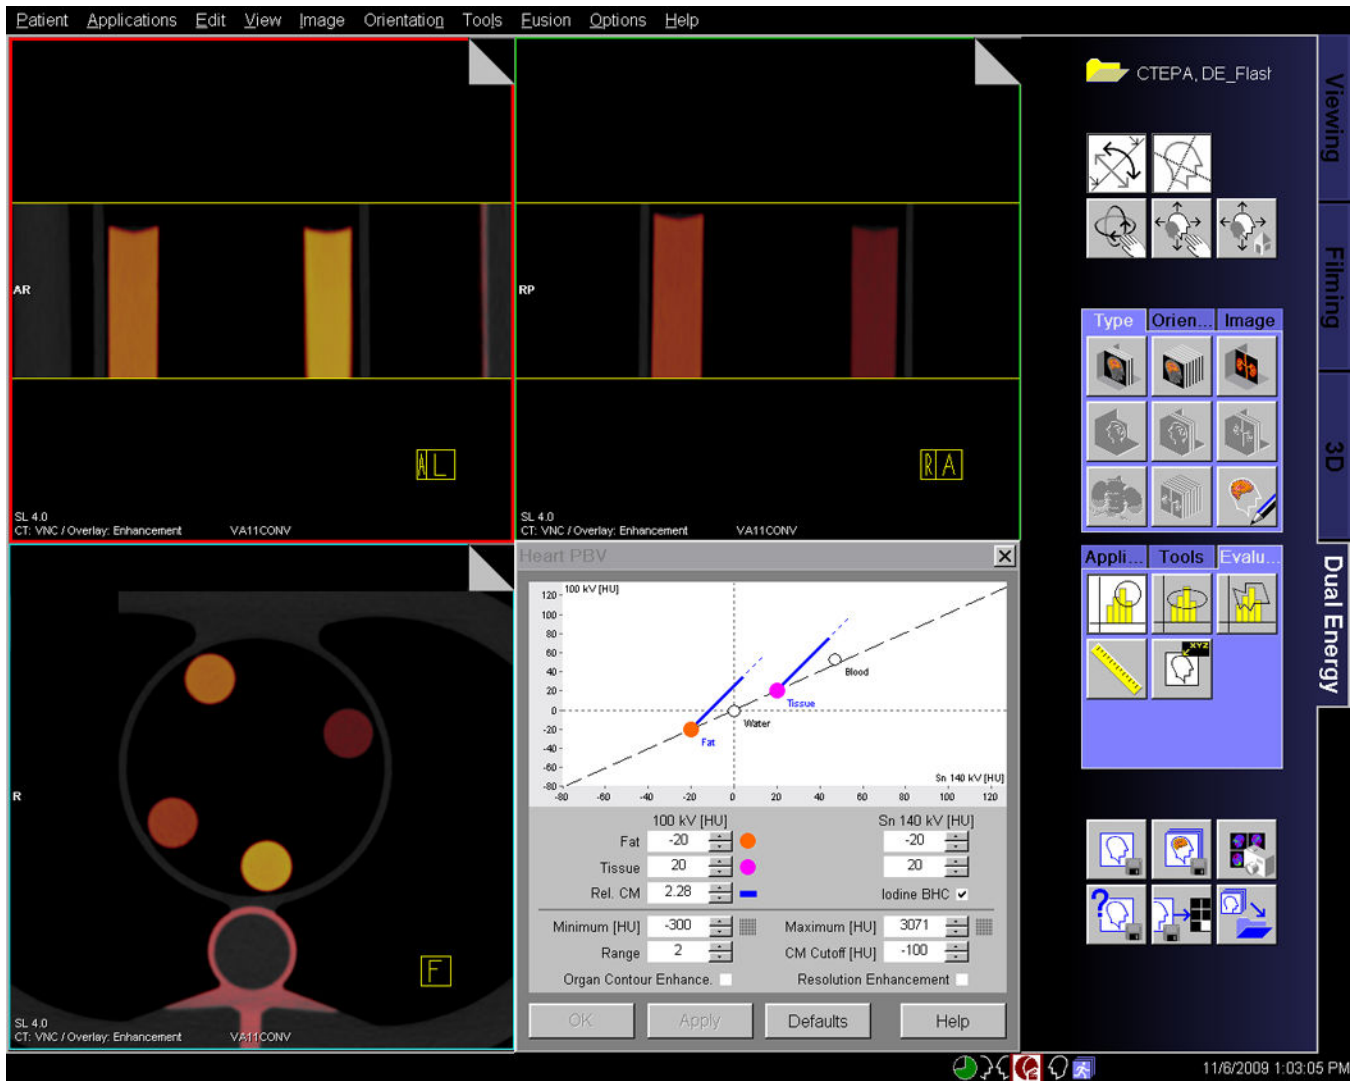 Patient Applications Edit View Image Orientation Tools Fusion Options Help
CTEPA, DE_Flast
Viewing
Filming
3D
Dual Energy
AR
AL
SL 4.0
CT: VNC / Overlay: Enhancement VA11CONV
RP
RA
SL 4.0
CT: VNC / Overlay: Enhancement VA11CONV
Type Orien... Image
Appli... Tools Evalu...
XYZ
R
F
SL 4.0
CT: VNC / Overlay: Enhancement VA11CONV
Heart PBV
100 kV [HU]
120
100
80
60
40
20
0
-20
-40
-60
-80
Blood
Tissue
Water
Fat
Sn 140 kV [HU]
-80 -60 -40 -20 0 20 40 60 80 100 120
100 kV [HU] Sn 140 kV [HU]
Fat -20 -20
Tissue 20 20
Rel. CM 2.28 Iodine BHC
Minimum [HU] -300 Maximum [HU] 3071
Range 2 CM Cutoff [HU] -100
Organ Contour Enhance. Resolution Enhancement
OK Apply Defaults Help
11/6/2009 1:03:05 PM